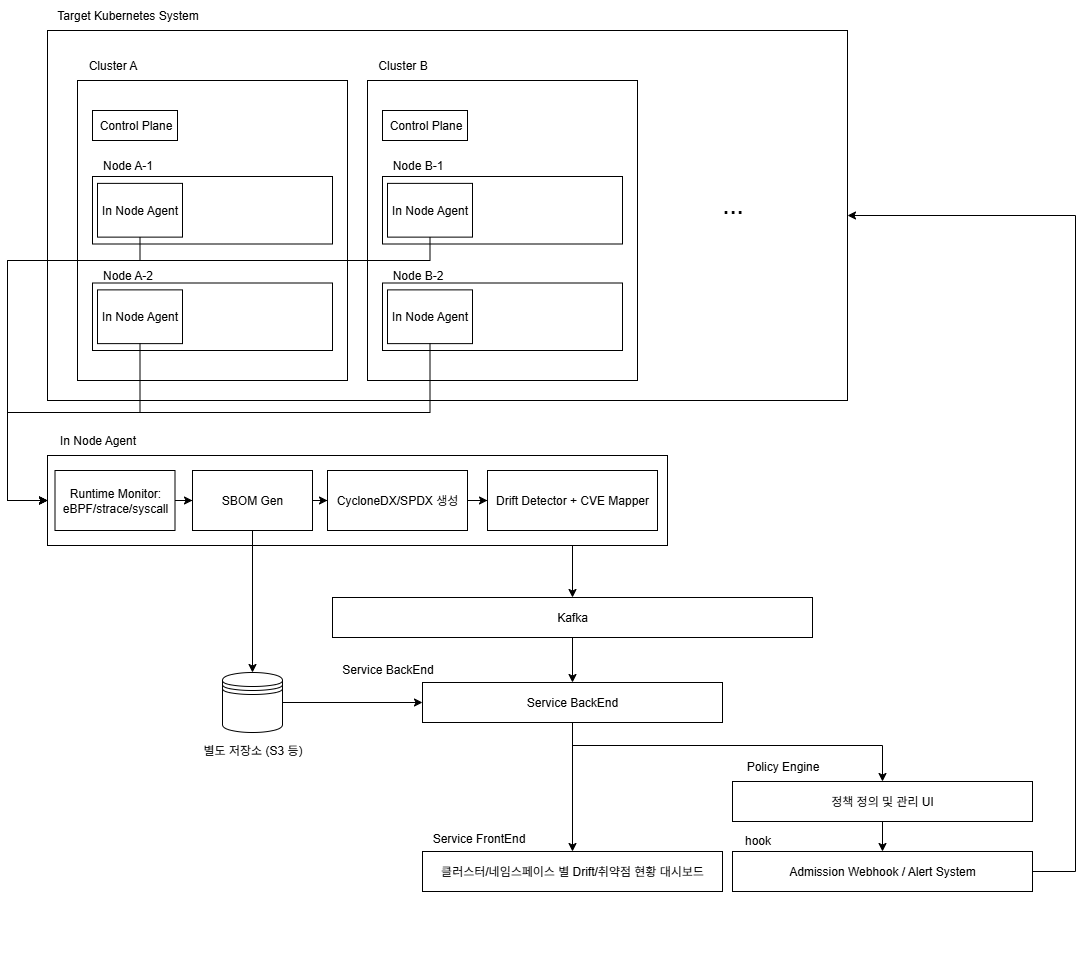 Target Kubernetes System
Cluster A
Cluster B
Control Plane
Control Plane
Node A-1
Node B-1
In Node Agent
In Node Agent
...
Node A-2
Node B-2
In Node Agent
In Node Agent
In Node Agent
Runtime Monitor:
eBPF/strace/syscall
SBOM Gen
CycloneDX/SPDX 생성
Drift Detector + CVE Mapper
Kafka
Service BackEnd
Service BackEnd
별도 저장소 (S3 등)
Policy Engine
정책 정의 및 관리 UI
Service FrontEnd
hook
클러스터/네임스페이스 별 Drift/취약점 현황 대시보드
Admission Webhook / Alert System